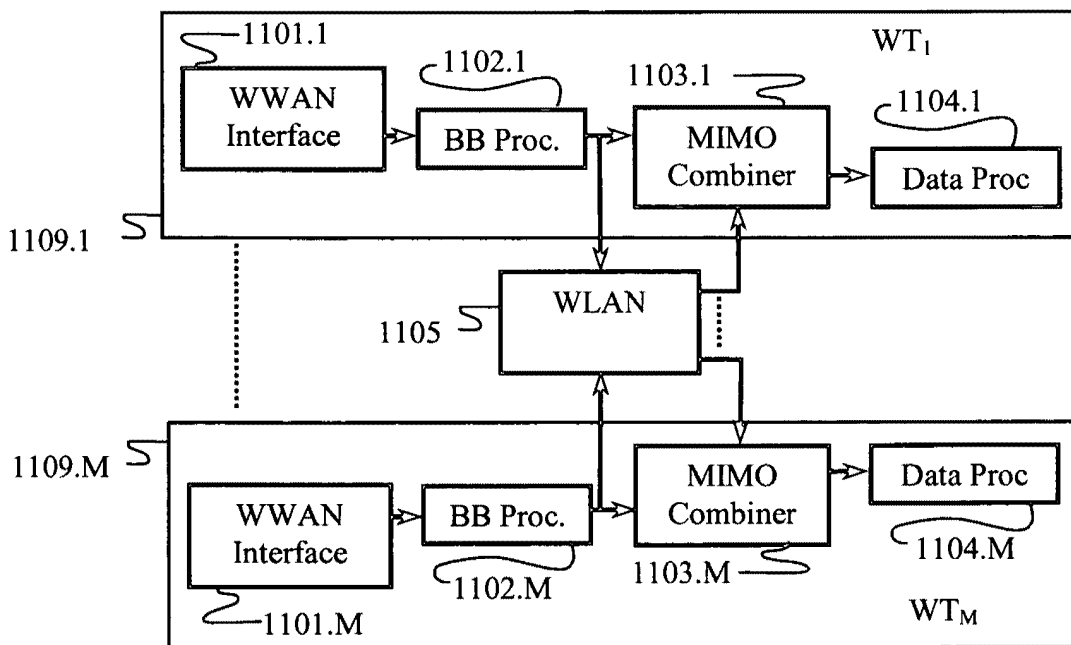 1101.1
WT1
1102.1
1103.1
1104.1
WWAN
Interface
BB Proc.
MIMO
Combiner
Data Proc
1109.1
WLAN
1105
1109.M
WWAN
Interface
BB Proc.
MIMO
Combiner
Data Proc
1104.M
1103.M
1102.M
1101.M
WTM